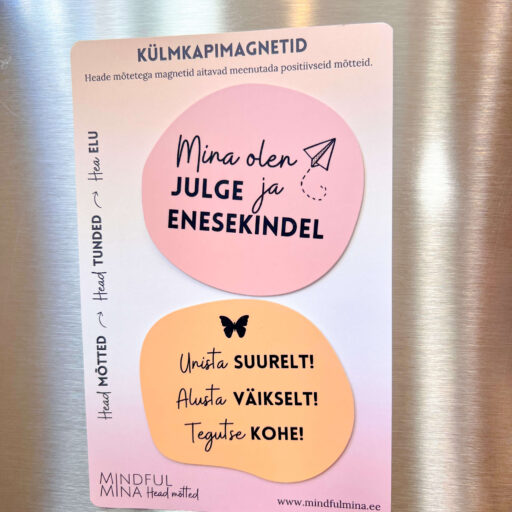 KÜLMKAPIMAGNETID
Heade mõtetega magnetid aitavad meenutada positiivseid mõtteid.
Head MÕTTED → Head TUNDED → Hea ELU
Mina olen
JULGE ja
ENESEKINDEL
Unista SUURELT!
Alusta VÄIKSELT!
Tegutse KOHE!
MINDFUL
MINA Head mõtted
www.mindfulmina.ee